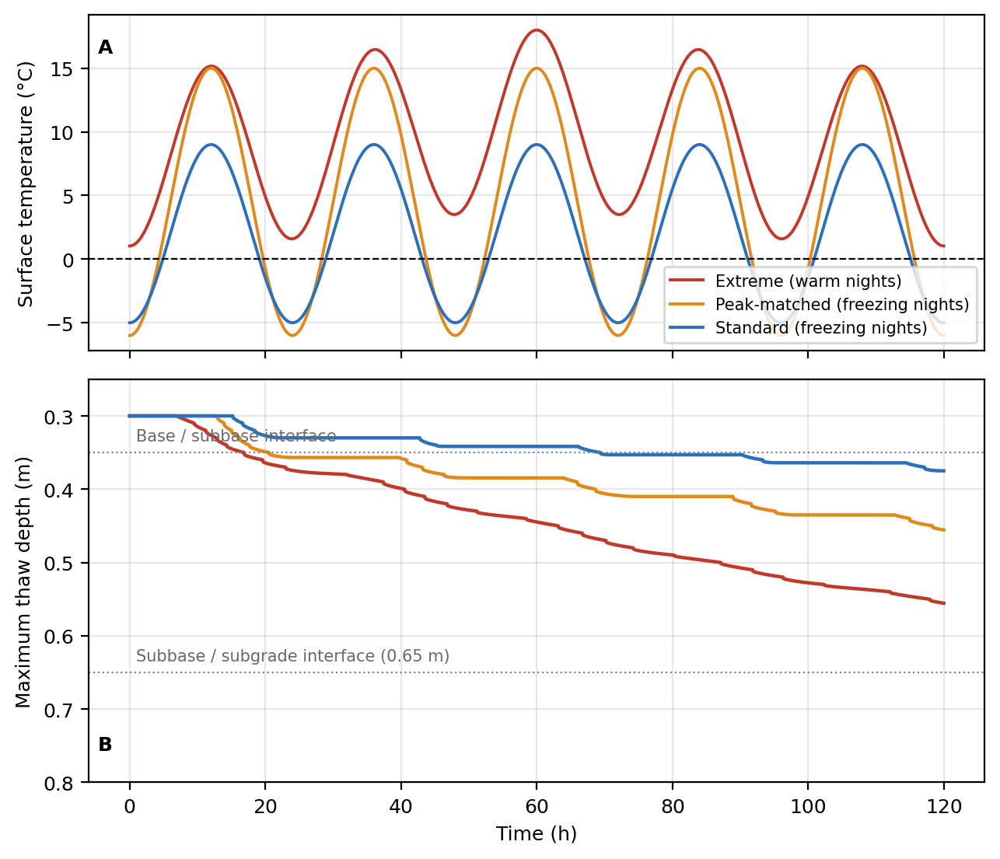 A
Surface temperature (°C)
15
10
5
0
−5
Extreme (warm nights)
Peak-matched (freezing nights)
Standard (freezing nights)
Maximum thaw depth (m)
0.3
0.4
0.5
0.6
0.7
0.8
Base / subbase interface
Subbase / subgrade interface (0.65 m)
B
0
20
40
60
80
100
120
Time (h)